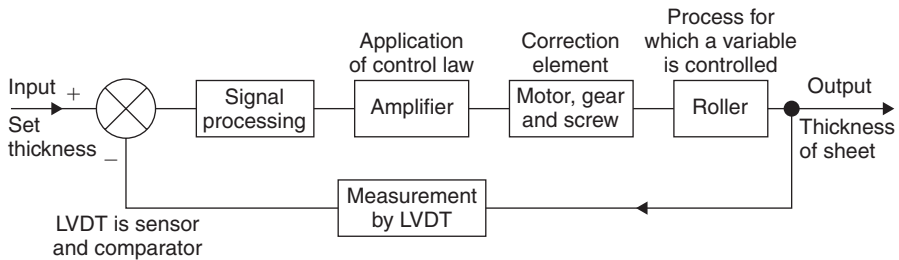 Process for
Application
Correction
which a variable
of control law
element
is controlled
Input
+
Output
Signal
processing
Amplifier
Motor, gear
and screw
Roller
Set
thickness
−
Thickness
of sheet
Measurement
by LVDT
LVDT is sensor
and comparator